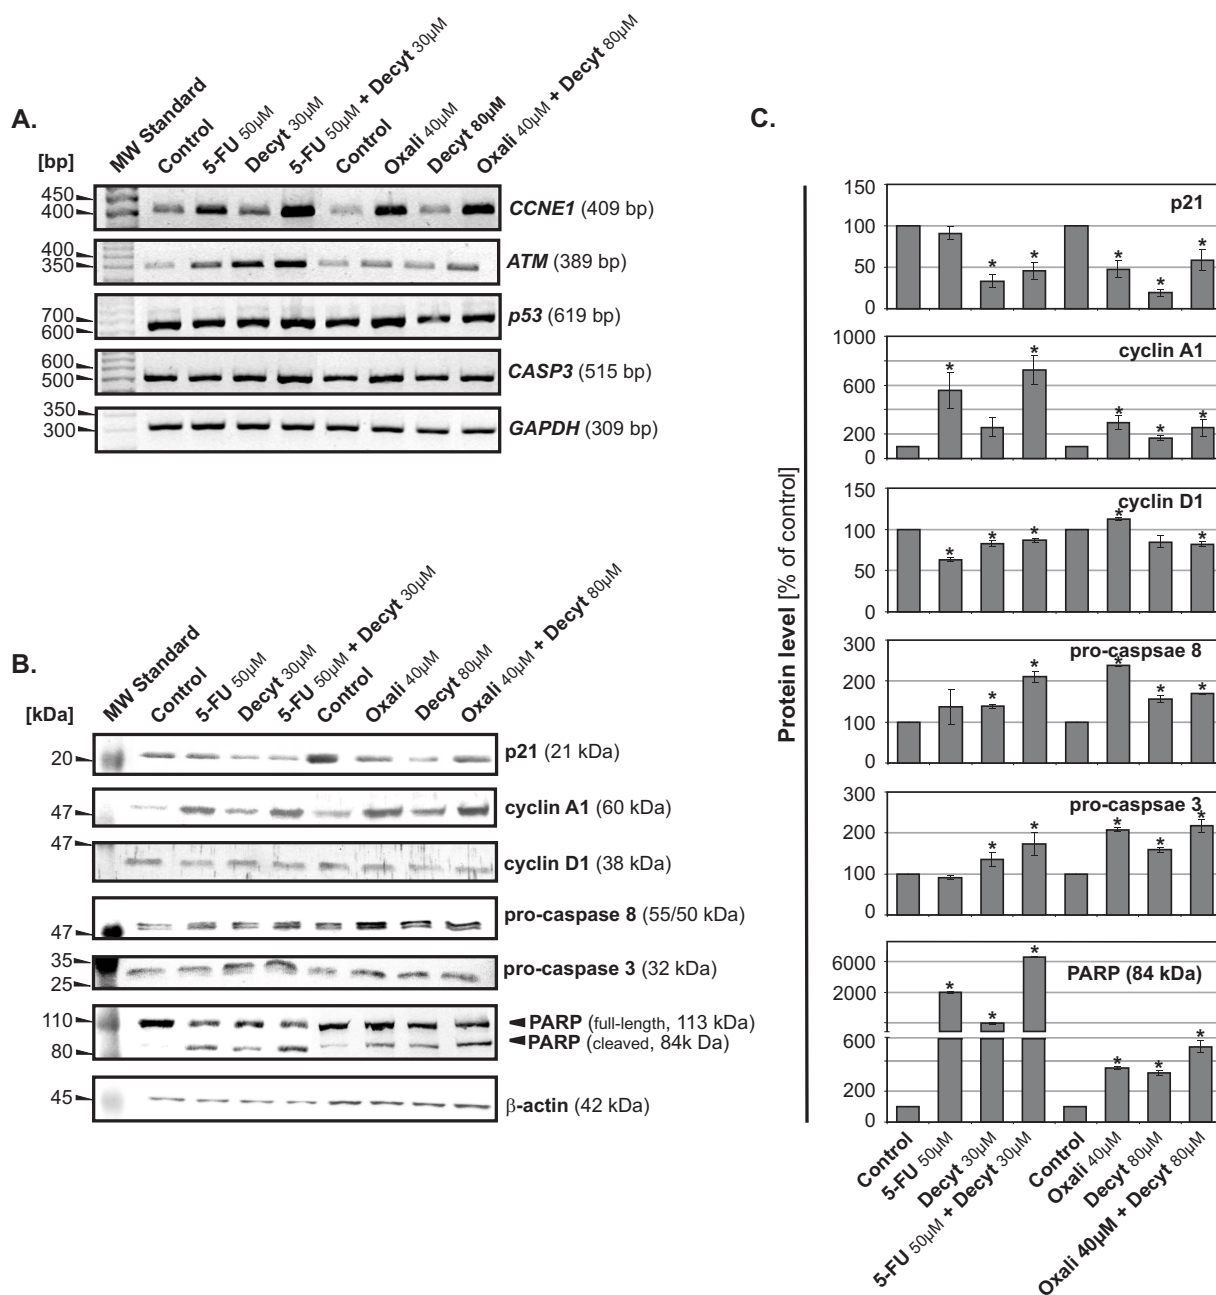 A.
[bp]
MW Standard
Control
5-FU 50µM
Decyt 30µM
5-FU 50µM + Decyt 30µM
Control
Oxali 40µM
Decyt 80µM
Oxali 40µM + Decyt 80µM
450
400
CCNE1 (409 bp)
400
350
ATM (389 bp)
700
600
p53 (619 bp)
600
500
CASP3 (515 bp)
350
300
GAPDH (309 bp)
B.
[kDa]
MW Standard
Control
5-FU 50µM
Decyt 30µM
5-FU 50µM + Decyt 30µM
Control
Oxali 40µM
Decyt 80µM
Oxali 40µM + Decyt 80µM
20
p21 (21 kDa)
47
cyclin A1 (60 kDa)
47
cyclin D1 (38 kDa)
47
pro-caspase 8 (55/50 kDa)
35
25
pro-caspase 3 (32 kDa)
110
80
PARP (full-length, 113 kDa)
PARP (cleaved, 84k Da)
45
β-actin (42 kDa)
C.
Protein level [% of control]
p21
150
100
50
0
* * * * *
cyclin A1
1000
600
200
0
* * * * *
cyclin D1
150
100
50
0
* * * * *
pro-caspsae 8
300
200
100
0
* * * * *
pro-caspsae 3
300
200
100
0
* * * * *
PARP (84 kDa)
6000
2000
600
200
0
* * * * * *
Control
5-FU 50µM
Decyt 30µM
5-FU 50µM + Decyt 30µM
Control
Oxali 40µM
Decyt 80µM
Oxali 40µM + Decyt 80µM